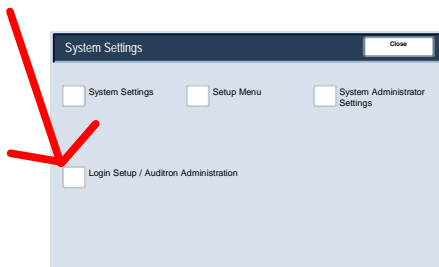 System Settings
Close
System Settings
Setup Menu
System Administrator
Settings
Login Setup / Auditron Administration